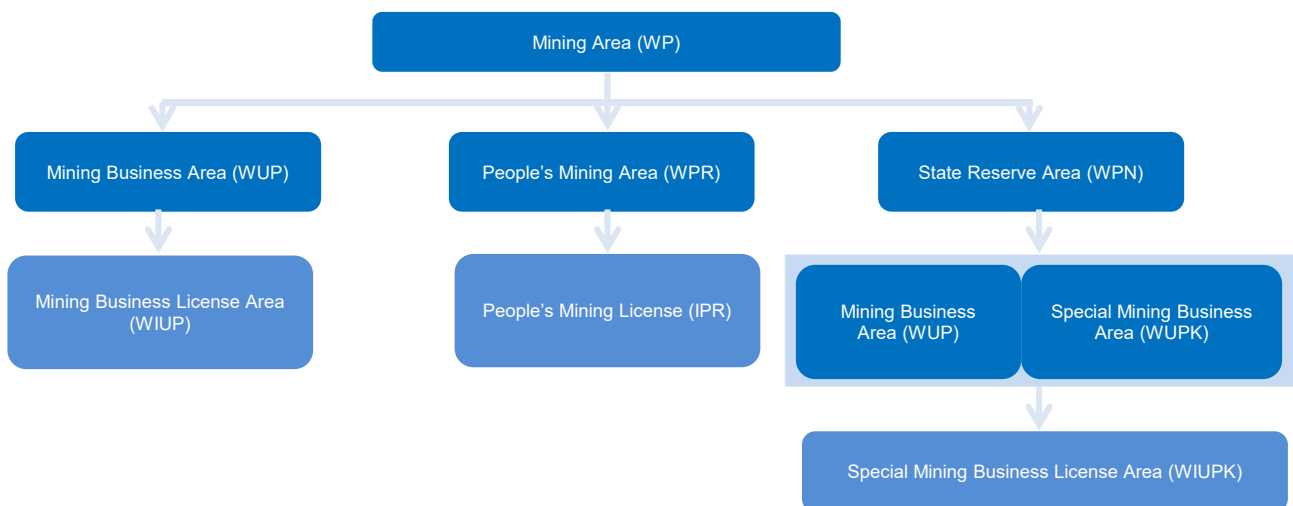 Mining Area (WP)
Mining Business Area (WUP)
People’s Mining Area (WPR)
State Reserve Area (WPN)
Mining Business License Area
(WIUP)
People’s Mining License (IPR)
Mining Business
Area (WUP)
Special Mining Business
Area (WUPK)
Special Mining Business License Area (WIUPK)